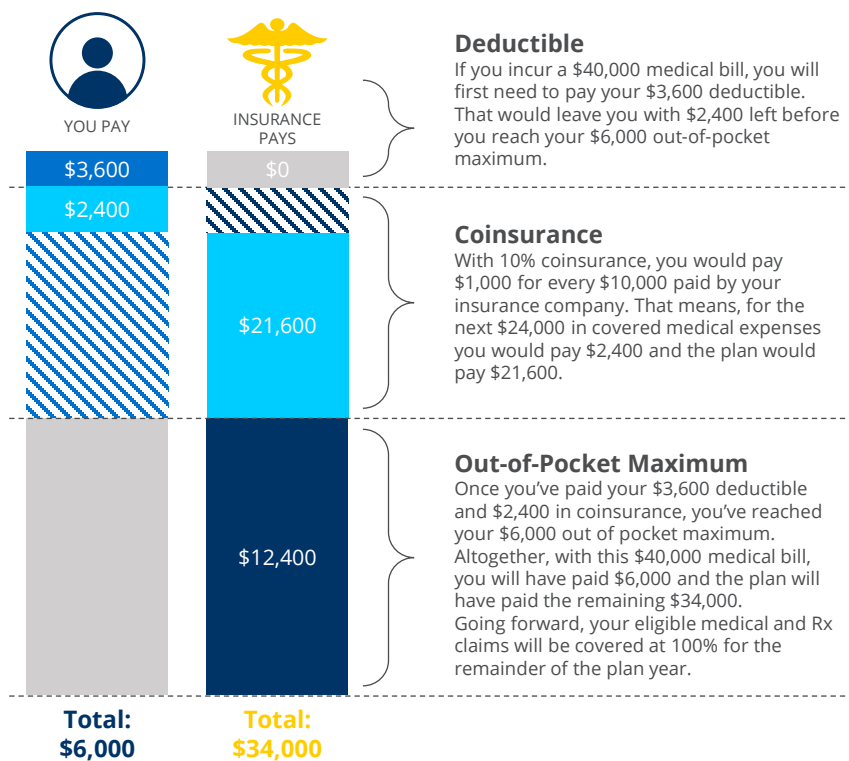 YOU PAY
INSURANCE
PAYS
$3,600
$0
$2,400
$21,600
$12,400
Total:
$6,000
Total:
$34,000
Deductible
If you incur a $40,000 medical bill, you will
first need to pay your $3,600 deductible.
That would leave you with $2,400 left before
you reach your $6,000 out-of-pocket
maximum.
Coinsurance
With 10% coinsurance, you would pay
$1,000 for every $10,000 paid by your
insurance company. That means, for the
next $24,000 in covered medical expenses
you would pay $2,400 and the plan would
pay $21,600.
Out-of-Pocket Maximum
Once you’ve paid your $3,600 deductible
and $2,400 in coinsurance, you’ve reached
your $6,000 out of pocket maximum.
Altogether, with this $40,000 medical bill,
you will have paid $6,000 and the plan will
have paid the remaining $34,000.
Going forward, your eligible medical and Rx
claims will be covered at 100% for the
remainder of the plan year.